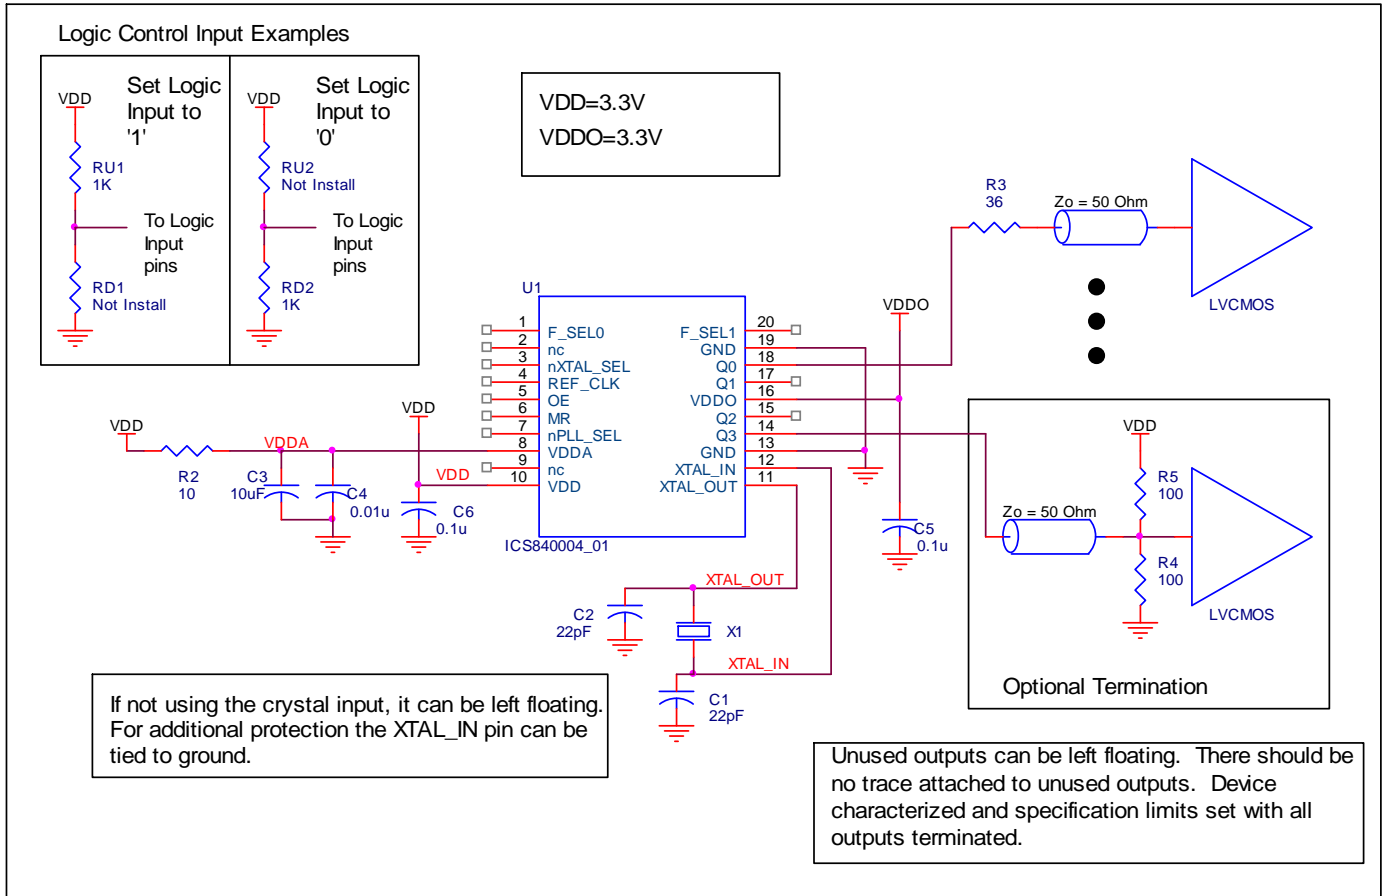 Logic Control Input Examples
Set Logic
Input to
'1'
VDD
RU1
1K
To Logic
Input
pins
RD1
Not Install
Set Logic
Input to
'0'
VDD
RU2
Not Install
To Logic
Input
pins
RD2
1K
VDD=3.3V
VDDO=3.3V
R3
36
Zo = 50 Ohm
LVCMOS
U1
1 F_SEL0
2 nc
3 nXTAL_SEL
4 REF_CLK
5 OE
6 MR
7 nPLL_SEL
8 VDDA
9 nc
10 VDD
F_SEL1 20
GND 19
Q0 18
Q1 17
VDDO 16
Q2 15
Q3 14
GND 13
XTAL_IN 12
XTAL_OUT 11
ICS840004_01
VDD
R2
10
VDDA
C3
10uF
C4
0.01u
VDD
VDD
C6
0.1u
VDDO
C5
0.1u
XTAL_OUT
C2
22pF
X1
XTAL_IN
C1
22pF
VDD
R5
100
Zo = 50 Ohm
R4
100
LVCMOS
Optional Termination
If not using the crystal input, it can be left floating.
For additional protection the XTAL_IN pin can be
tied to ground.
Unused outputs can be left floating. There should be
no trace attached to unused outputs. Device
characterized and specification limits set with all
outputs terminated.